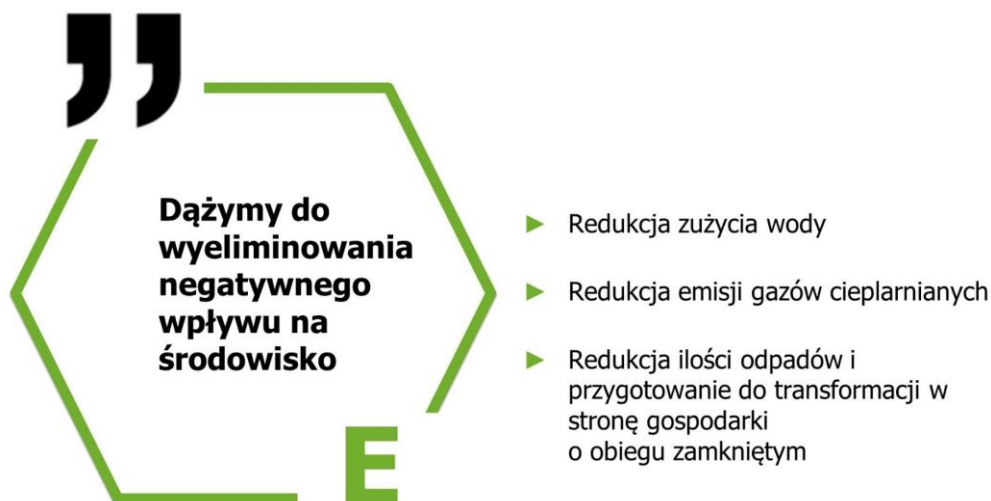 ”
Dążymy do
wyeliminowania
negatywnego
wpływu na
środowisko
E
► Redukcja zużycia wody
► Redukcja emisji gazów cieplarnianych
► Redukcja ilości odpadów i
przygotowanie do transformacji w
stronę gospodarki
o obiegu zamkniętym